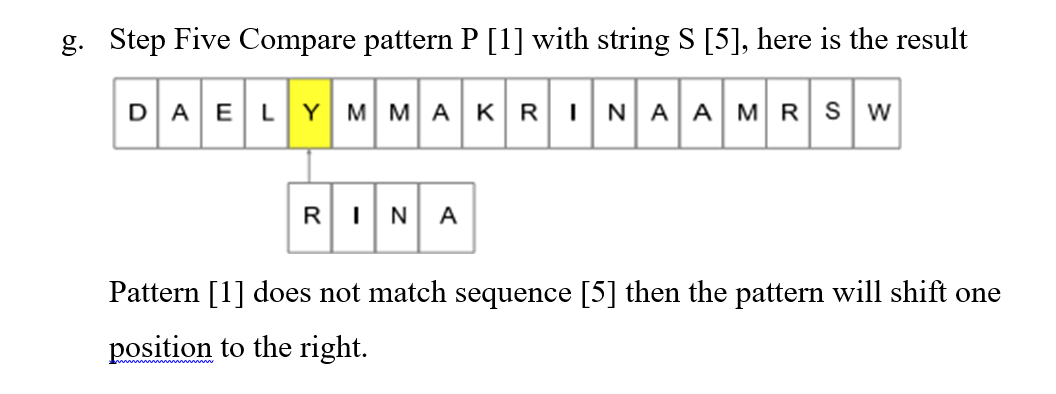 g. Step Five Compare pattern P [1] with string S [5], here is the result
D A E L Y M M A K R I N A A M R S W
R I N A
Pattern [1] does not match sequence [5] then the pattern will shift one
position to the right.